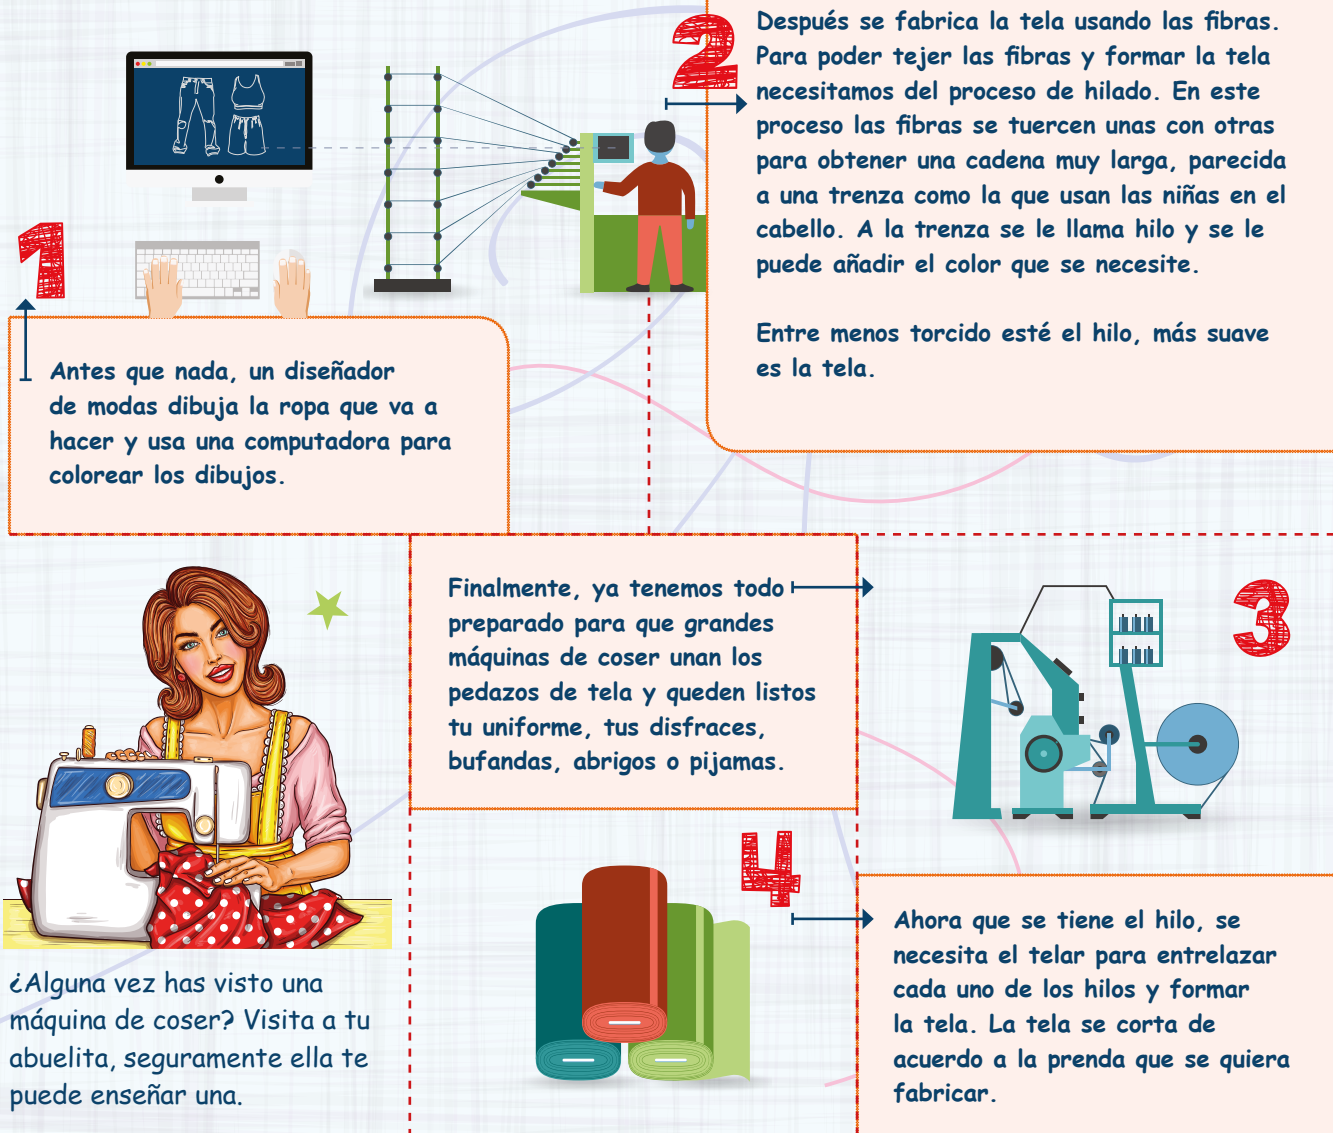 1
Antes que nada, un diseñador
de modas dibuja la ropa que va a
hacer y usa una computadora para
colorear los dibujos.
2
Después se fabrica la tela usando las fibras.
Para poder tejer las fibras y formar la tela
necesitamos del proceso de hilado. En este
proceso las fibras se tuercen unas con otras
para obtener una cadena muy larga, parecida
a una trenza como la que usan las niñas en el
cabello. A la trenza se le llama hilo y se le
puede añadir el color que se necesite.
Entre menos torcido esté el hilo, más suave
es la tela.
3
Ahora que se tiene el hilo, se
necesita el telar para entrelazar
cada uno de los hilos y formar
la tela. La tela se corta de
acuerdo a la prenda que se quiera
fabricar.
4
Finalmente, ya tenemos todo
preparado para que grandes
máquinas de coser unan los
pedazos de tela y queden listos
tu uniforme, tus disfraces,
bufandas, abrigos o pijamas.
¿Alguna vez has visto una
máquina de coser? Visita a tu
abuelita, seguramente ella te
puede enseñar una.